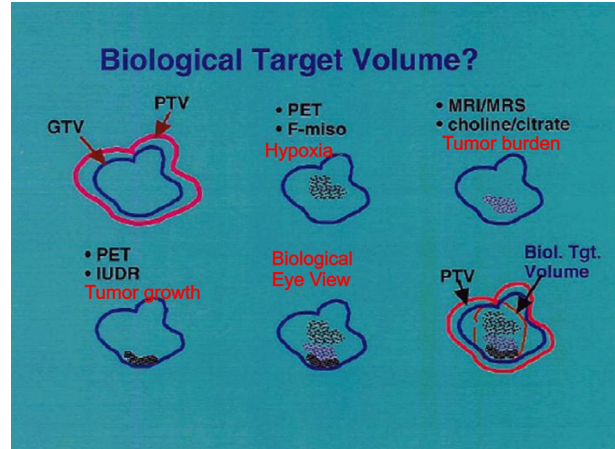 Biological Target Volume?
GTV
PTV
• PET
• F-miso
Hypoxia
• MRI/MRS
• choline/citrate
Tumor burden
• PET
• IUDR
Tumor growth
Biological
Eye View
PTV
Biol. Tgt.
Volume